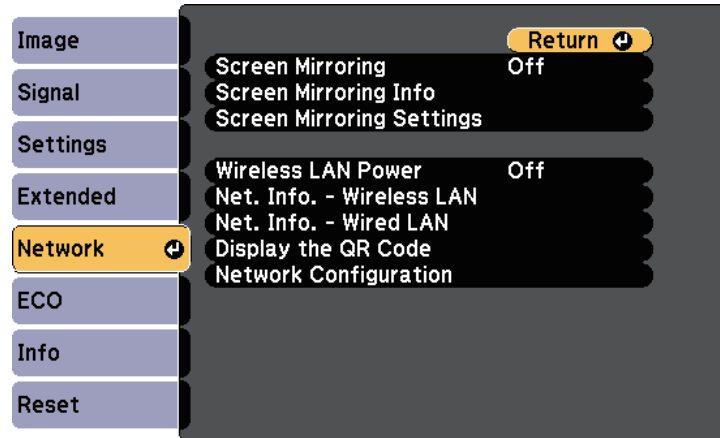 Image
Signal
Settings
Extended
Network
ECO
Info
Reset
Return
Screen Mirroring Off
Screen Mirroring Info
Screen Mirroring Settings
Wireless LAN Power Off
Net. Info. - Wireless LAN
Net. Info. - Wired LAN
Display the QR Code
Network Configuration